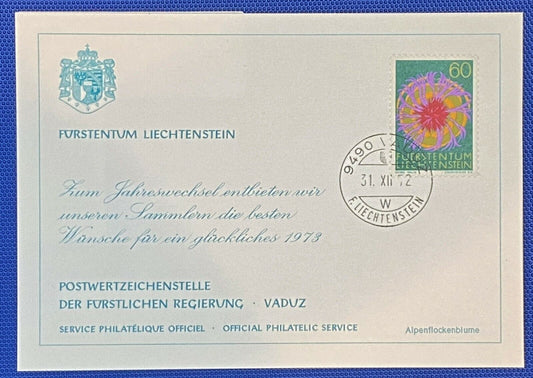 60
FÜRSTENTUM
LIECHTENSTEIN
9490
31. XII 72
W
F. LIECHTENSTEIN
FÜRSTENTUM LIECHTENSTEIN
Zum Jahreswechsel entbieten wir
unseren Sammlern die besten
Wünsche für ein glückliches 1973
POSTWERTZEICHENSTELLE
DER FÜRSTLICHEN REGIERUNG · VADUZ
SERVICE PHILATÉLIQUE OFFICIEL · OFFICIAL PHILATELIC SERVICE
Alpenflockenblume